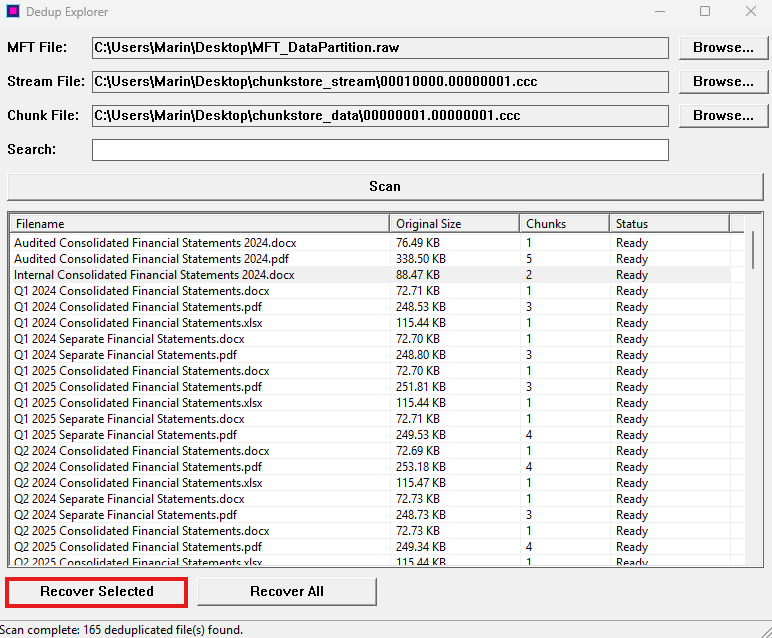 Dedup Explorer
MFT File: C:\Users\Marin\Desktop\MFT_DataPartition.raw Browse...
Stream File: C:\Users\Marin\Desktop\chunkstore_stream\00010000.00000001.ccc Browse...
Chunk File: C:\Users\Marin\Desktop\chunkstore_data\00000001.00000001.ccc Browse...
Search:
Scan
Filename Original Size Chunks Status
Audited Consolidated Financial Statements 2024.docx 76.49 KB 1 Ready
Audited Consolidated Financial Statements 2024.pdf 338.50 KB 5 Ready
Internal Consolidated Financial Statements 2024.docx 88.47 KB 2 Ready
Q1 2024 Consolidated Financial Statements.docx 72.71 KB 1 Ready
Q1 2024 Consolidated Financial Statements.pdf 248.53 KB 3 Ready
Q1 2024 Consolidated Financial Statements.xlsx 115.44 KB 1 Ready
Q1 2024 Separate Financial Statements.docx 72.70 KB 1 Ready
Q1 2024 Separate Financial Statements.pdf 248.80 KB 3 Ready
Q1 2025 Consolidated Financial Statements.docx 72.70 KB 1 Ready
Q1 2025 Consolidated Financial Statements.pdf 251.81 KB 3 Ready
Q1 2025 Consolidated Financial Statements.xlsx 115.44 KB 1 Ready
Q1 2025 Separate Financial Statements.docx 72.71 KB 1 Ready
Q1 2025 Separate Financial Statements.pdf 249.53 KB 4 Ready
Q2 2024 Consolidated Financial Statements.docx 72.69 KB 1 Ready
Q2 2024 Consolidated Financial Statements.pdf 253.18 KB 4 Ready
Q2 2024 Consolidated Financial Statements.xlsx 115.47 KB 1 Ready
Q2 2024 Separate Financial Statements.docx 72.73 KB 1 Ready
Q2 2024 Separate Financial Statements.pdf 248.73 KB 3 Ready
Q2 2025 Consolidated Financial Statements.docx 72.73 KB 1 Ready
Q2 2025 Consolidated Financial Statements.pdf 249.34 KB 4 Ready
Q2 2025 Consolidated Financial Statements.xlsx 115.44 KB 1 Ready
Recover Selected Recover All
Scan complete: 165 deduplicated file(s) found.